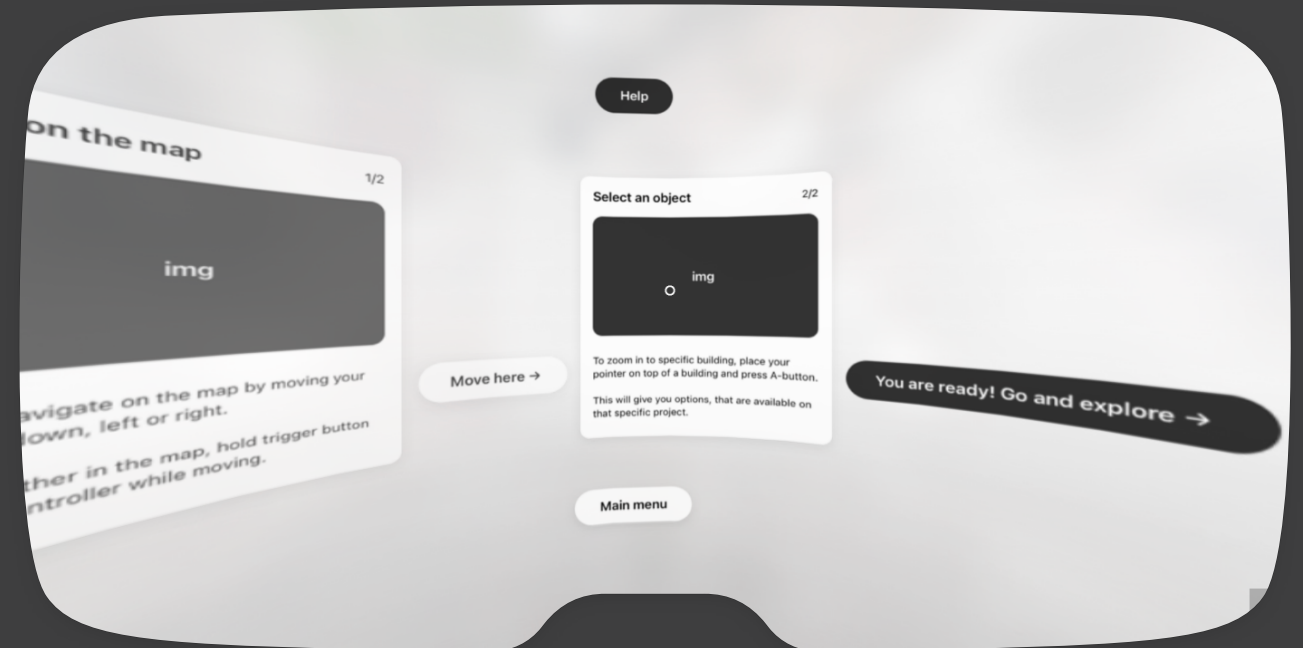 Help
on the map
1/2
img
avigate on the map by moving your
down, left or right.
ther in the map, hold trigger button
ntroller while moving.
Move here →
Select an object
2/2
img
To zoom in to specific building, place your
pointer on top of a building and press A-button.
This will give you options, that are available on
that specific project.
You are ready! Go and explore →
Main menu